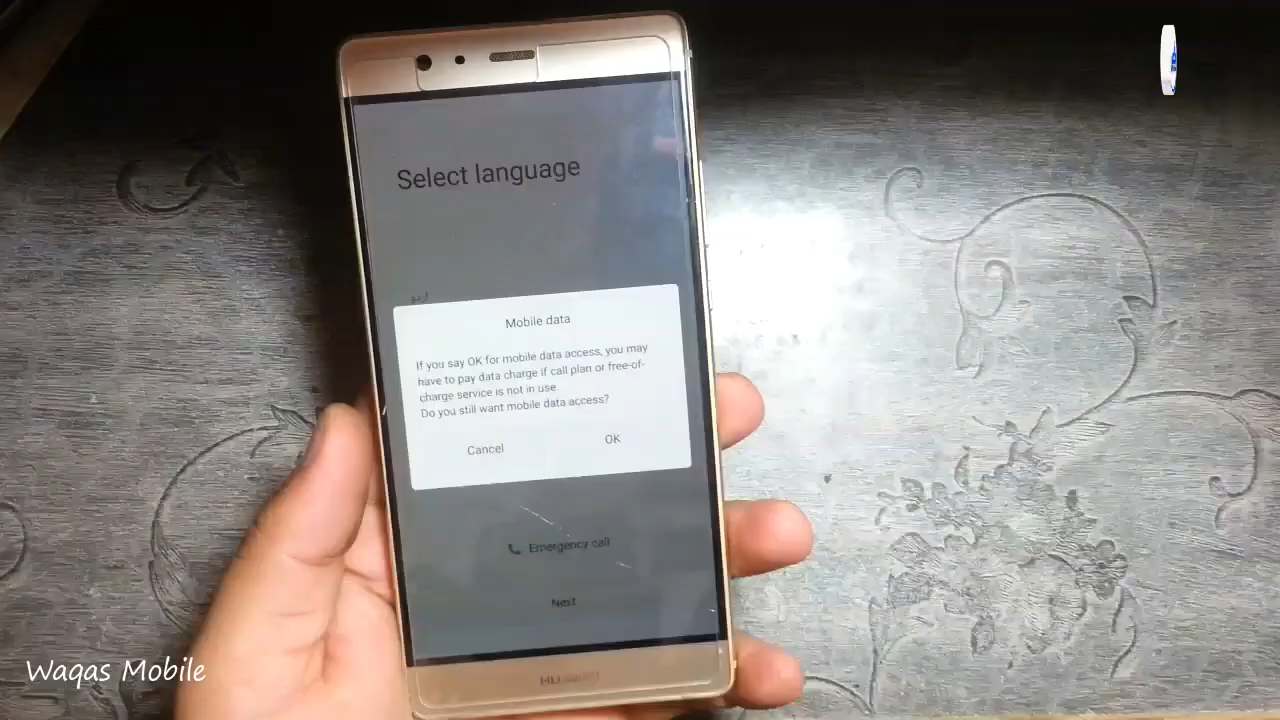 Select language
اردو
Mobile data
If you say OK for mobile data access, you may
have to pay data charge if call plan or free-of-
charge service is not in use.
Do you still want mobile data access?
Cancel
OK
Emergency call
Next
HUAWEI
Waqas Mobile